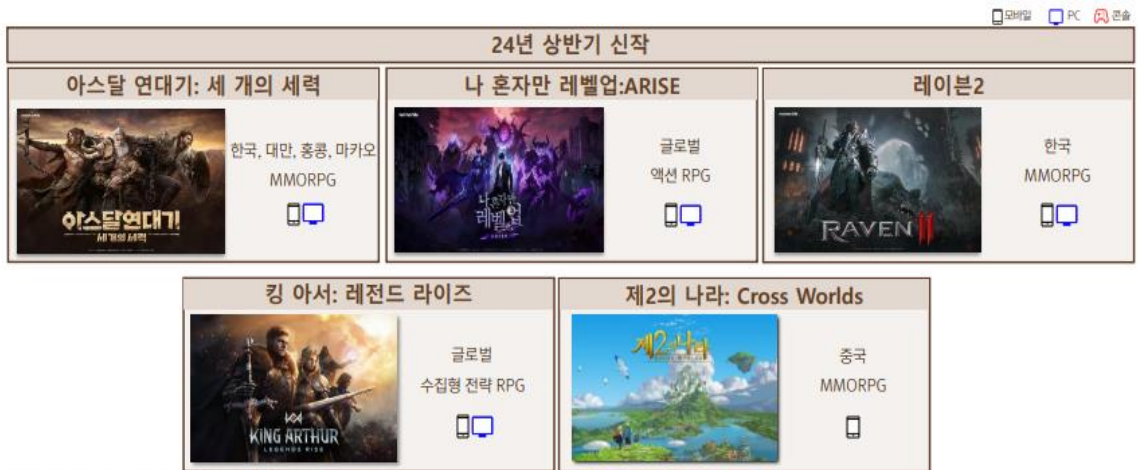 모바일 PC 콘솔
24년 상반기 신작
아스달 연대기: 세 개의 세력
아스달연대기
세개의 세력
한국, 대만, 홍콩, 마카오
MMORPG
나 혼자만 레벨업:ARISE
나 혼자만
레벨업
ARISE
글로벌
액션 RPG
레이븐2
RAVEN II
한국
MMORPG
킹 아서: 레전드 라이즈
KING ARTHUR
LEGENDS RISE
글로벌
수집형 전략 RPG
제2의 나라: Cross Worlds
제2의나라
중국
MMORPG